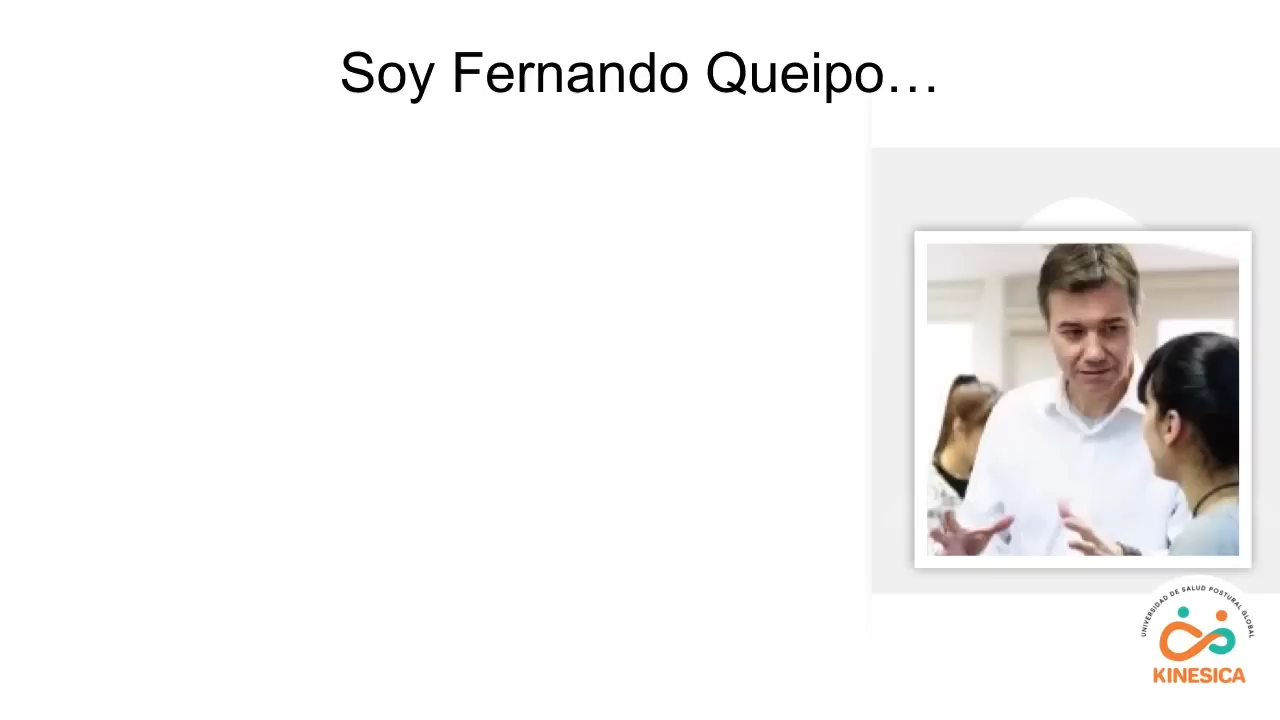 Soy Fernando Queipo…
UNIVERSIDAD DE SALUD POSTURAL GLOBAL
KINESICA